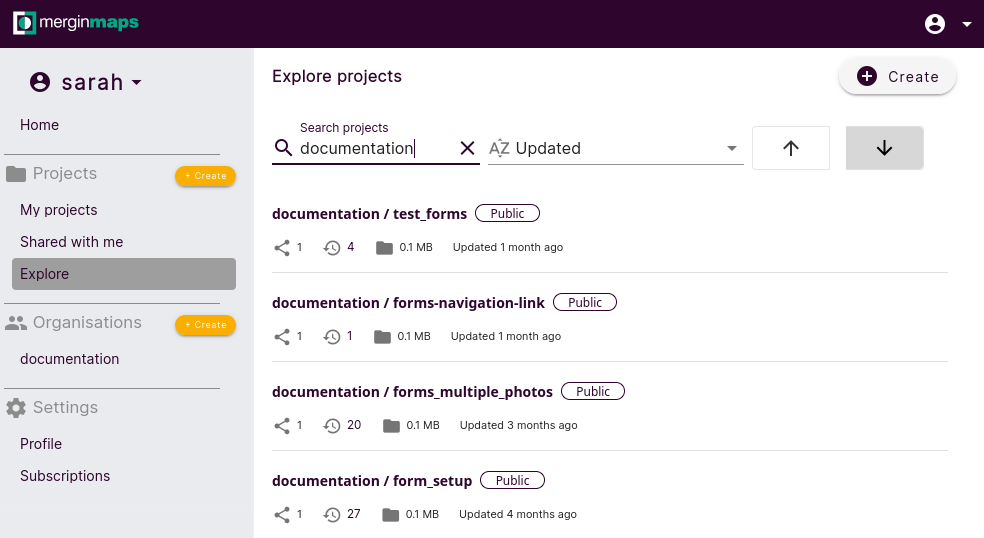 merginmaps
sarah
Home
Projects
+ Create
My projects
Shared with me
Explore
Organisations
+ Create
documentation
Settings
Profile
Subscriptions
Explore projects
Create
Search projects
documentation
AZ Updated
documentation / test_forms Public
1 4 0.1 MB Updated 1 month ago
documentation / forms-navigation-link Public
1 1 0.1 MB Updated 1 month ago
documentation / forms_multiple_photos Public
1 20 0.1 MB Updated 3 months ago
documentation / form_setup Public
1 27 0.1 MB Updated 4 months ago